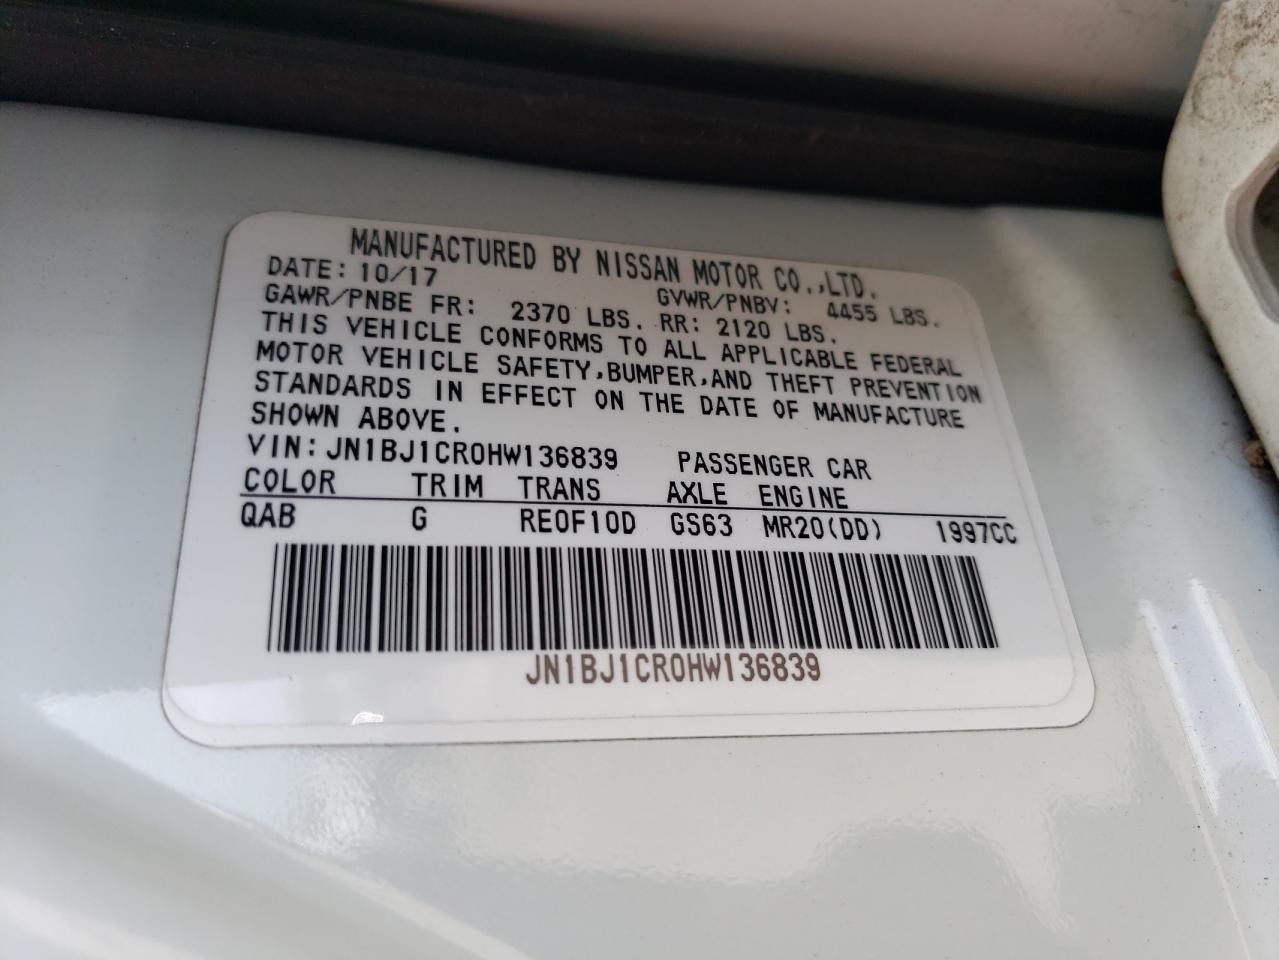 MANUFACTURED BY NISSAN MOTOR CO.,LTD.
DATE: 10/17 GVWR/PNBV: 4455 LBS.
GAWR/PNBE FR: 2370 LBS. RR: 2120 LBS.
THIS VEHICLE CONFORMS TO ALL APPLICABLE FEDERAL
MOTOR VEHICLE SAFETY,BUMPER,AND THEFT PREVENTION
STANDARDS IN EFFECT ON THE DATE OF MANUFACTURE
SHOWN ABOVE.
VIN:JN1BJ1CR0HW136839 PASSENGER CAR
COLOR TRIM TRANS AXLE ENGINE
QAB G RE0F10D GS63 MR20(DD) 1997CC
JN1BJ1CR0HW136839